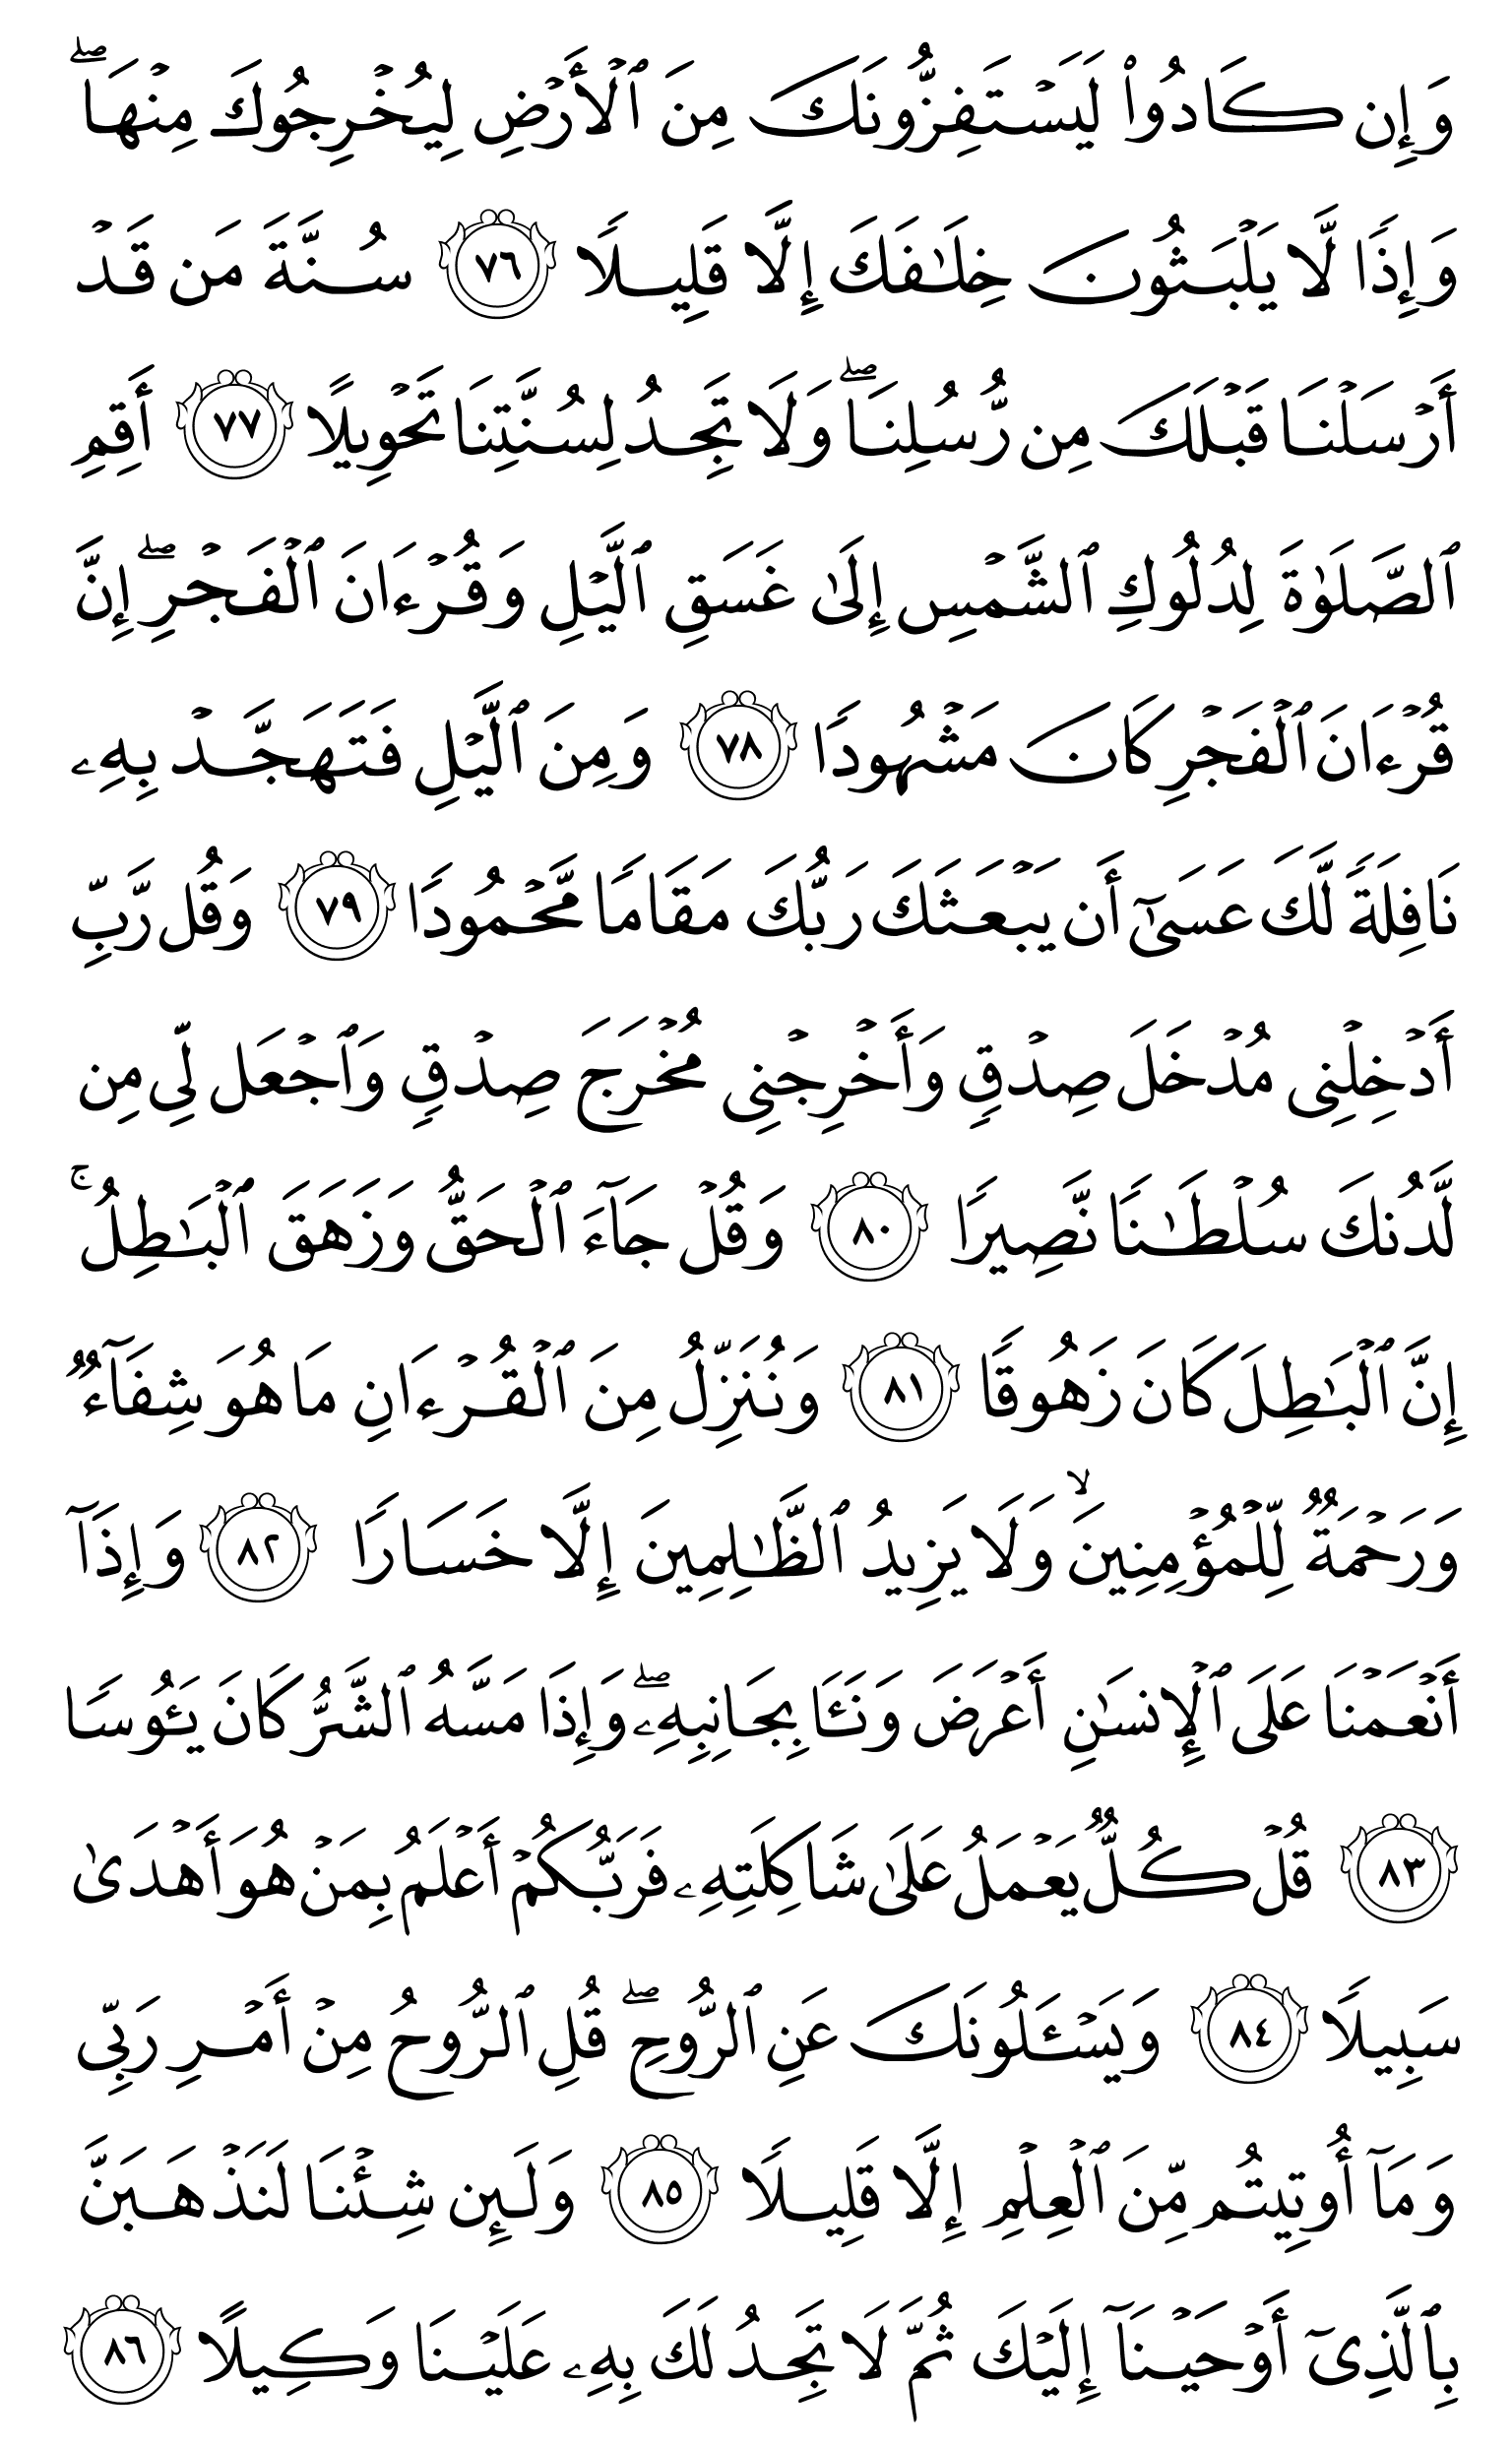 وَإِن كَادُوا۟ لَيَسْتَفِزُّونَكَ مِنَ ٱلْأَرْضِ لِيُخْرِجُوكَ مِنْهَا ۖ
وَإِذًا لَّا يَلْبَثُونَ خِلَـٰفَكَ إِلَّا قَلِيلًا ٧٦ سُنَّةَ مَن قَدْ
أَرْسَلْنَا قَبْلَكَ مِن رُّسُلِنَا ۖ وَلَا تَجِدُ لِسُنَّتِنَا تَحْوِيلًا ٧٧ أَقِمِ
ٱلصَّلَوٰةَ لِدُلُوكِ ٱلشَّمْسِ إِلَىٰ غَسَقِ ٱلَّيْلِ وَقُرْءَانَ ٱلْفَجْرِ ۖ إِنَّ
قُرْءَانَ ٱلْفَجْرِ كَانَ مَشْهُودًا ٧٨ وَمِنَ ٱلَّيْلِ فَتَهَجَّدْ بِهِۦ
نَافِلَةً لَّكَ عَسَىٰٓ أَن يَبْعَثَكَ رَبُّكَ مَقَامًا مَّحْمُودًا ٧٩ وَقُل رَّبِّ
أَدْخِلْنِى مُدْخَلَ صِدْقٍ وَأَخْرِجْنِى مُخْرَجَ صِدْقٍ وَٱجْعَل لِّى مِن
لَّدُنكَ سُلْطَـٰنًا نَّصِيرًا ٨٠ وَقُلْ جَآءَ ٱلْحَقُّ وَزَهَقَ ٱلْبَـٰطِلُ ۚ
إِنَّ ٱلْبَـٰطِلَ كَانَ زَهُوقًا ٨١ وَنُنَزِّلُ مِنَ ٱلْقُرْءَانِ مَا هُوَ شِفَآءٌ
وَرَحْمَةٌ لِّلْمُؤْمِنِينَ ۙ وَلَا يَزِيدُ ٱلظَّـٰلِمِينَ إِلَّا خَسَارًا ٨٢ وَإِذَآ
أَنْعَمْنَا عَلَى ٱلْإِنسَـٰنِ أَعْرَضَ وَنَـَٔا بِجَانِبِهِۦ ۖ وَإِذَا مَسَّهُ ٱلشَّرُّ كَانَ يَـُٔوسًا
٨٣ قُلْ كُلٌّ يَعْمَلُ عَلَىٰ شَاكِلَتِهِۦ فَرَبُّكُمْ أَعْلَمُ بِمَنْ هُوَ أَهْدَىٰ
سَبِيلًا ٨٤ وَيَسْـَٔلُونَكَ عَنِ ٱلرُّوحِ ۖ قُلِ ٱلرُّوحُ مِنْ أَمْرِ رَبِّى
وَمَآ أُوتِيتُم مِّنَ ٱلْعِلْمِ إِلَّا قَلِيلًا ٨٥ وَلَئِن شِئْنَا لَنَذْهَبَنَّ
بِٱلَّذِىٓ أَوْحَيْنَآ إِلَيْكَ ثُمَّ لَا تَجِدُ لَكَ بِهِۦ عَلَيْنَا وَكِيلًا ٨٦